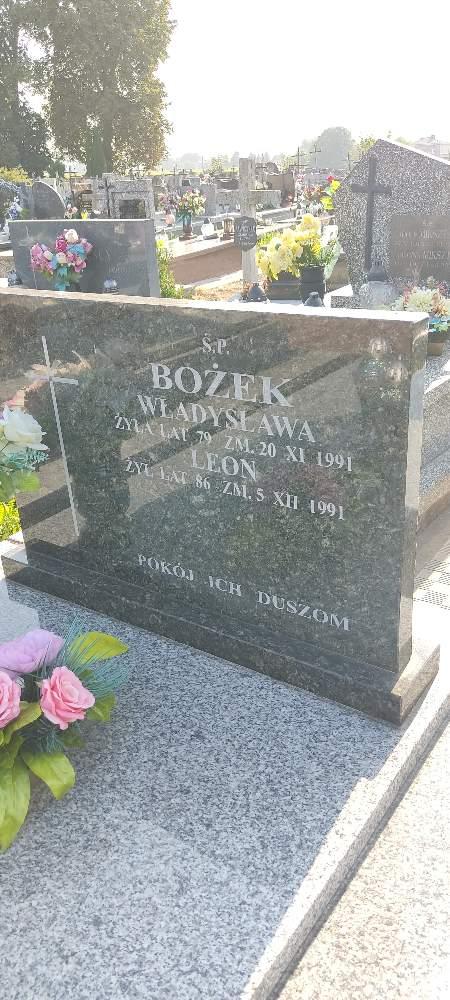 Ś.P.
BOŻEK
WŁADYSŁAWA
ŻYŁA LAT 79 ZM. 20 XI 1991
LEON
ŻYŁ LAT 86 ZM. 5 XII 1991
POKÓJ ICH DUSZOM